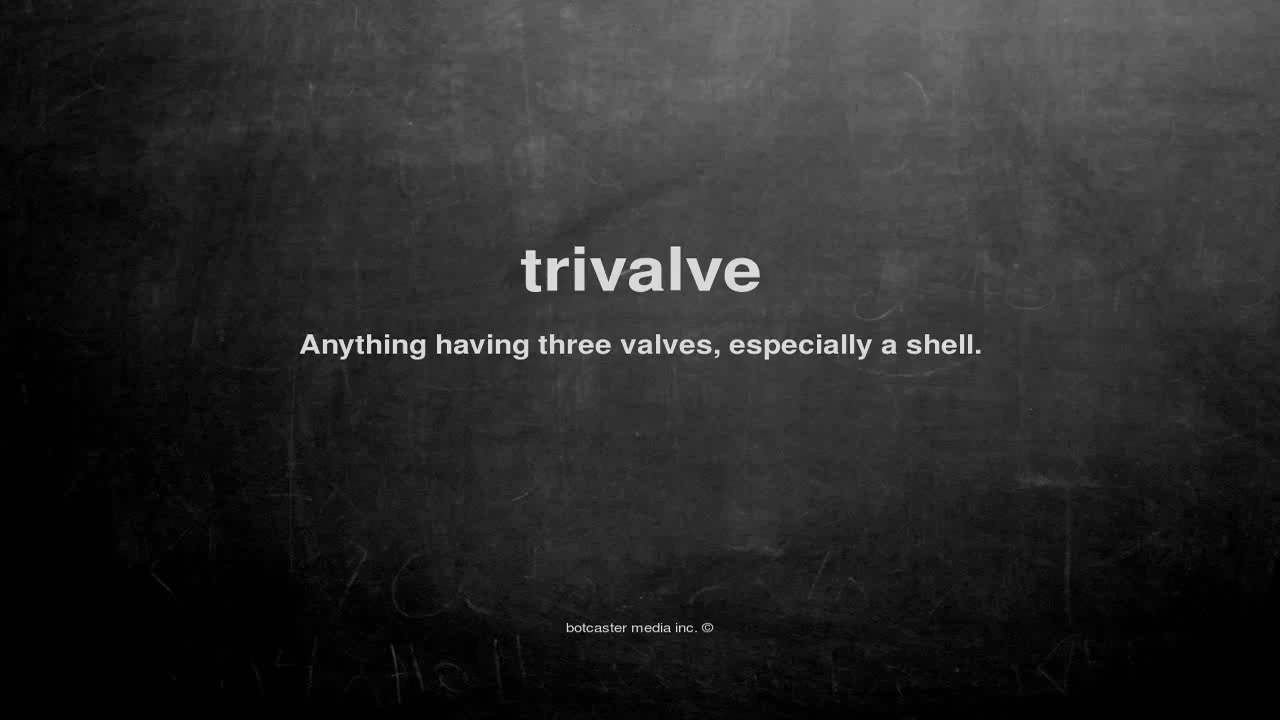 trivalve
Anything having three valves, especially a shell.
botcaster media inc. ©